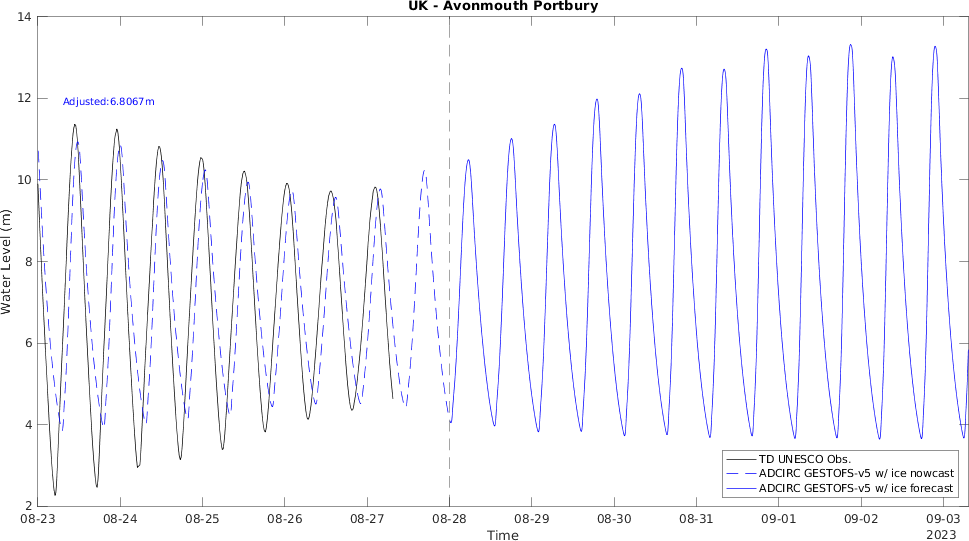 UK - Avonmouth Portbury
14
12
10
8
6
4
2
Water Level (m)
Adjusted:6.8067m
TD UNESCO Obs.
ADCIRC GESTOFS-v5 w/ ice nowcast
ADCIRC GESTOFS-v5 w/ ice forecast
08-23 08-24 08-25 08-26 08-27 08-28 08-29 08-30 08-31 09-01 09-02 09-03
Time
2023